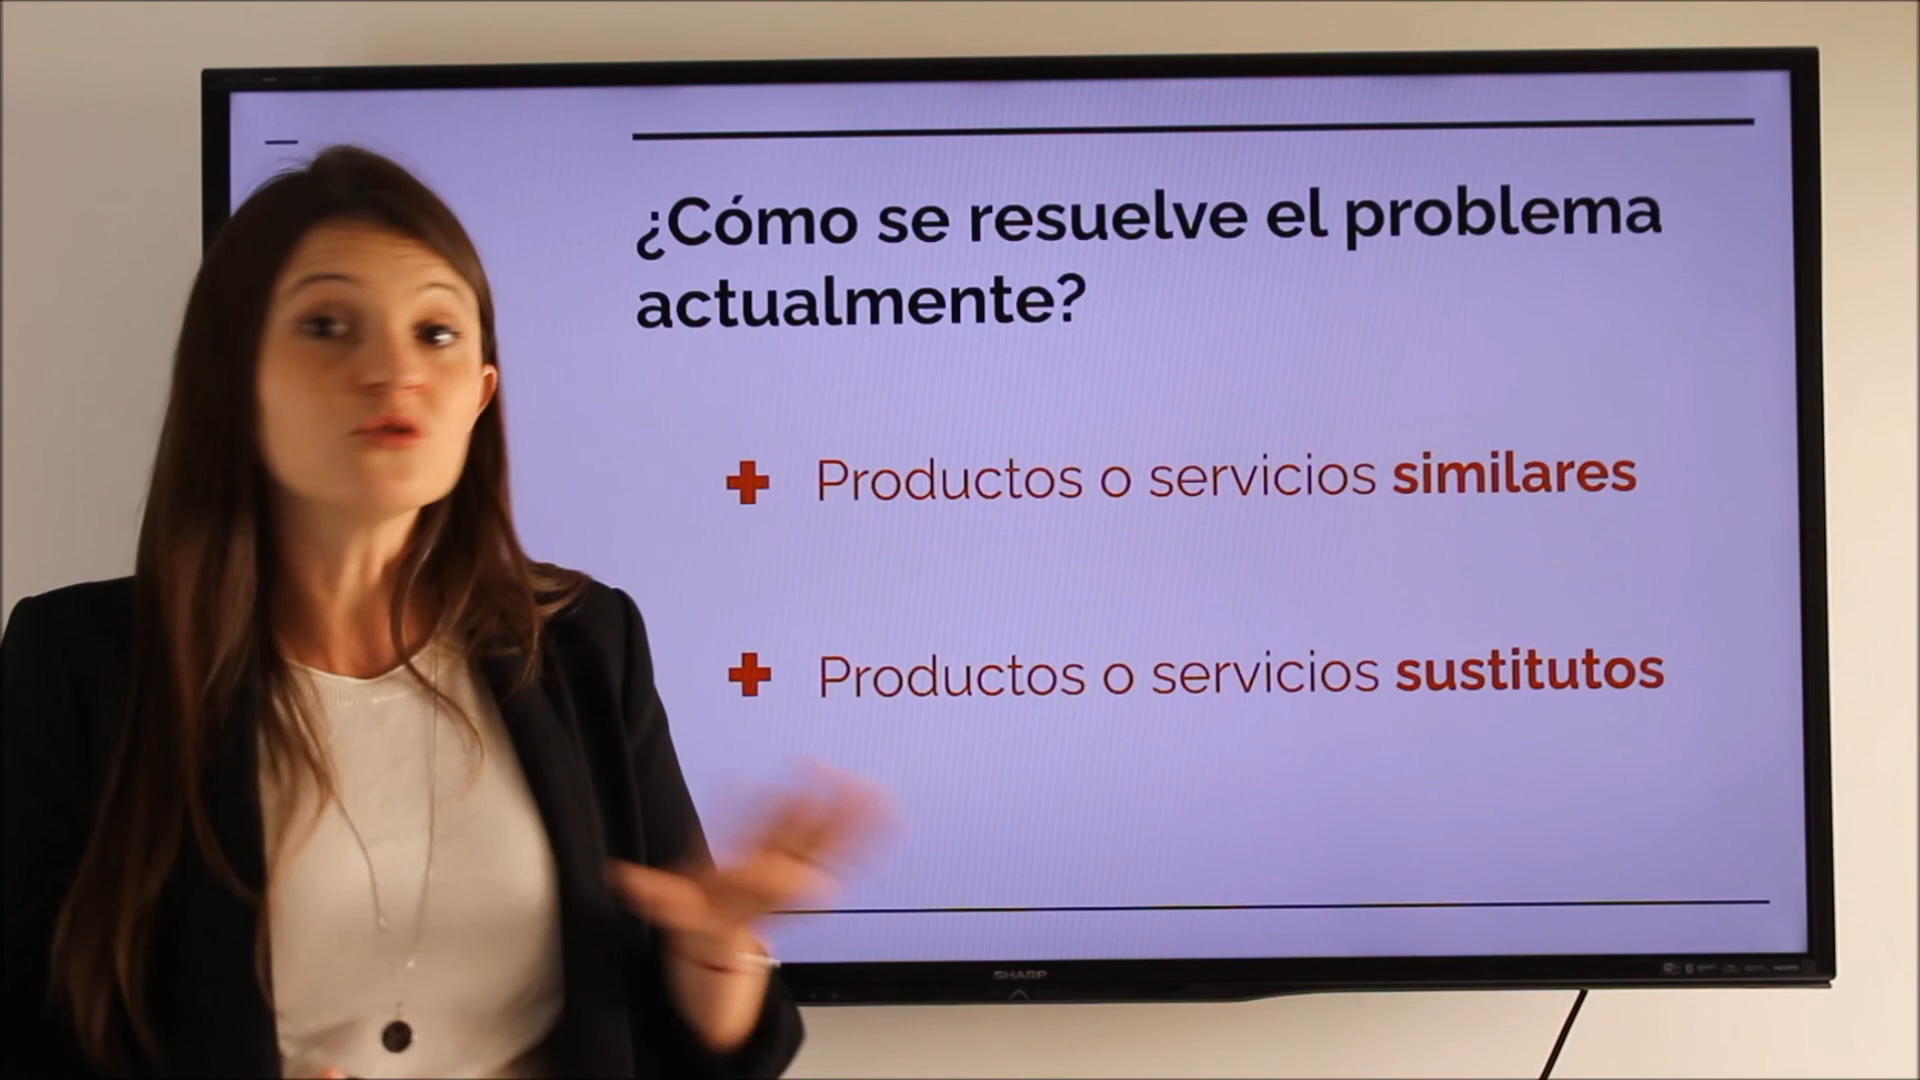 ¿Cómo se resuelve el problema
actualmente?
Productos o servicios similares
Productos o servicios sustitutos
SHARP